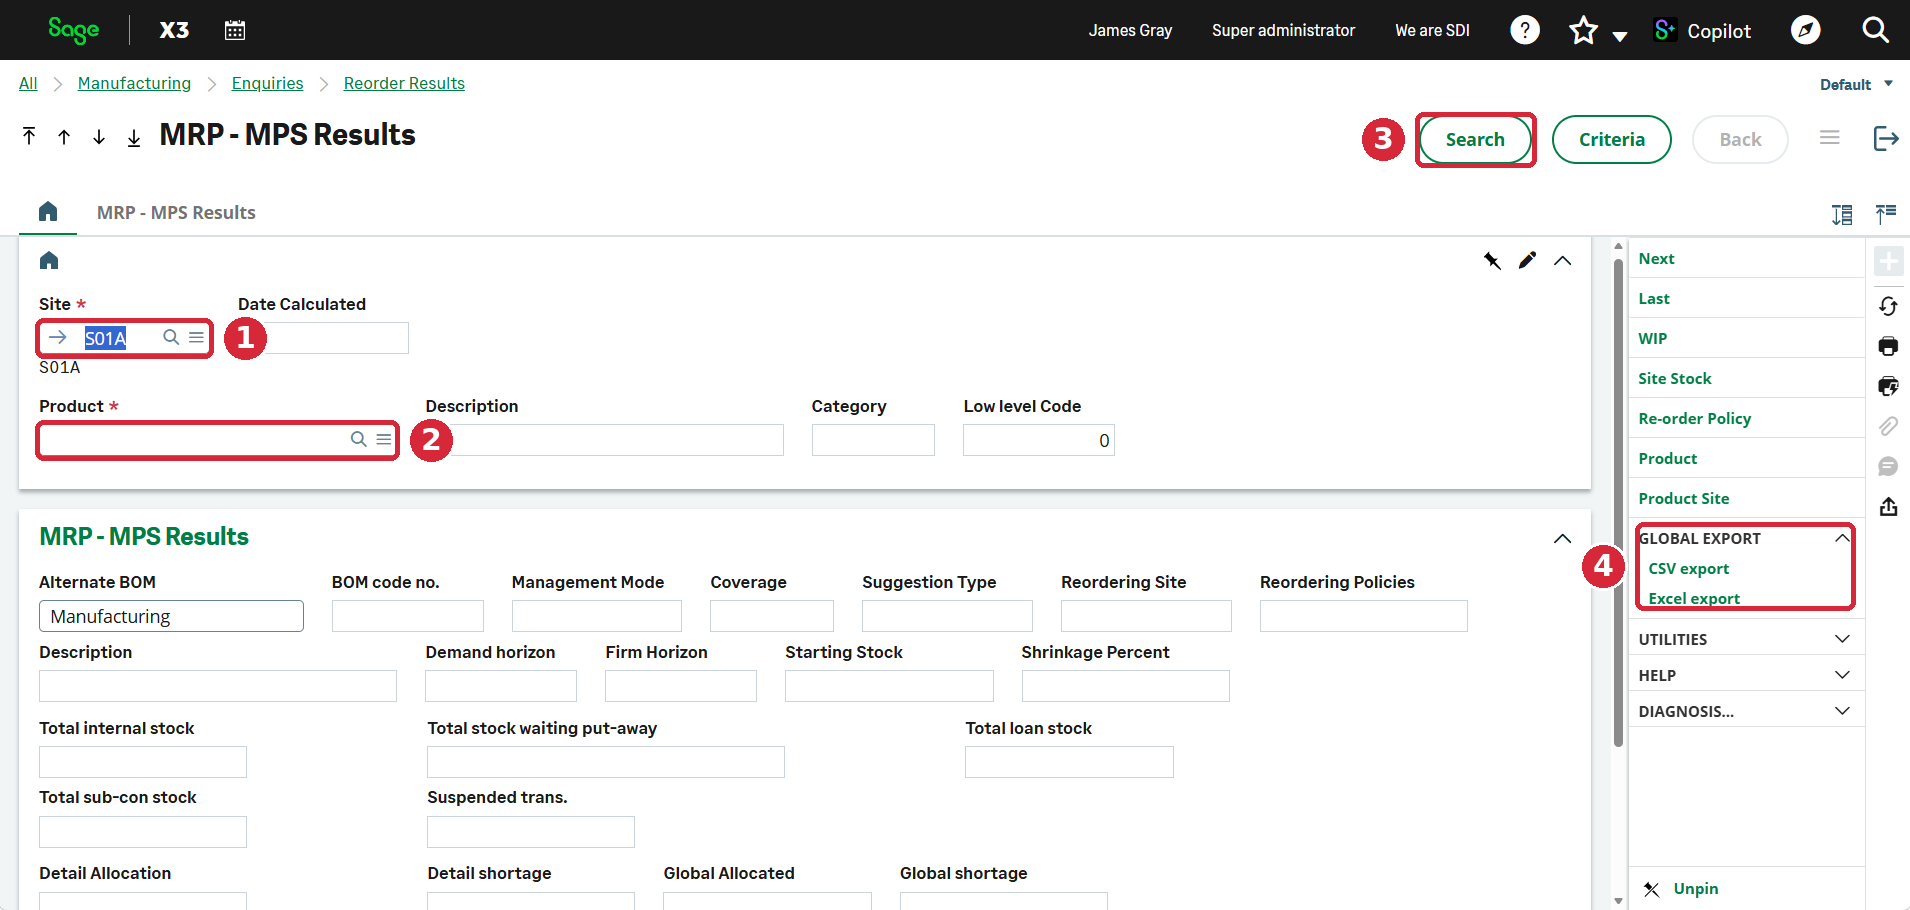 Sage X3 James Gray Super administrator We are SDI ? S+ Copilot
All Manufacturing Enquiries Reorder Results Default
MRP - MPS Results 3 Search Criteria Back
MRP - MPS Results
Site * Date Calculated
S01A 1
S01A
Product * Description Category Low level Code
2 0
MRP - MPS Results
Alternate BOM BOM code no. Management Mode Coverage Suggestion Type Reordering Site Reordering Policies
Manufacturing
Description Demand horizon Firm Horizon Starting Stock Shrinkage Percent
Total internal stock Total stock waiting put-away Total loan stock
Total sub-con stock Suspended trans.
Detail Allocation Detail shortage Global Allocated Global shortage
Next
Last
WIP
Site Stock
Re-order Policy
Product
Product Site
GLOBAL EXPORT
4 CSV export
Excel export
UTILITIES
HELP
DIAGNOSIS...
Unpin